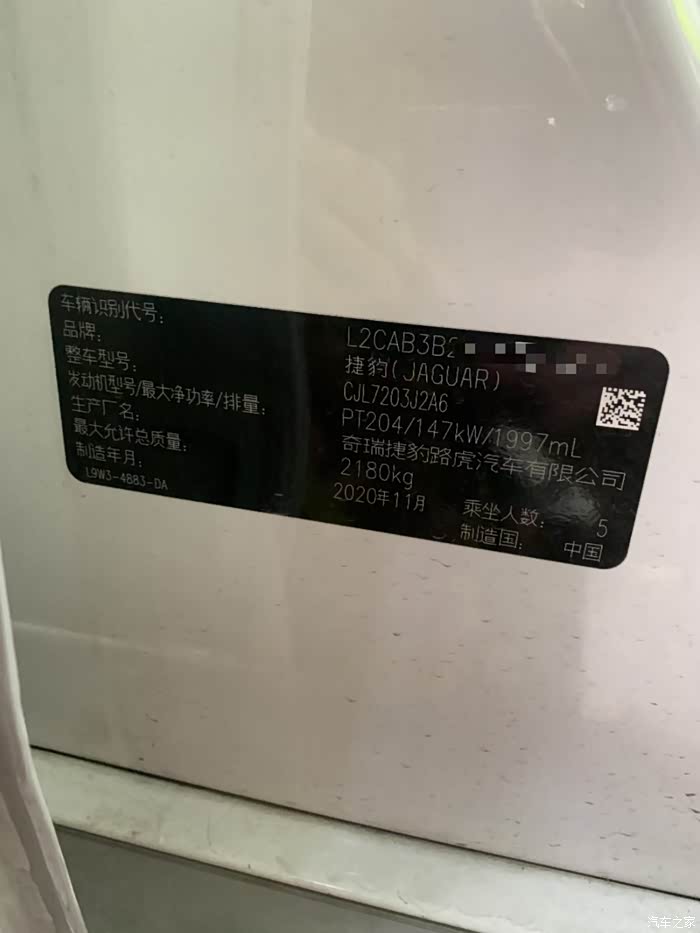 车辆识别代号: L2CAB3B2
品牌: 捷豹(JAGUAR)
整车型号: CJL7203J2A6
发动机型号/最大净功率/排量: PT204/147kW/1997mL
生产厂名: 奇瑞捷豹路虎汽车有限公司
最大允许总质量: 2180kg
制造年月: 2020年11月 乘坐人数: 5
L9W3-4883-DA 制造国: 中国
汽车之家